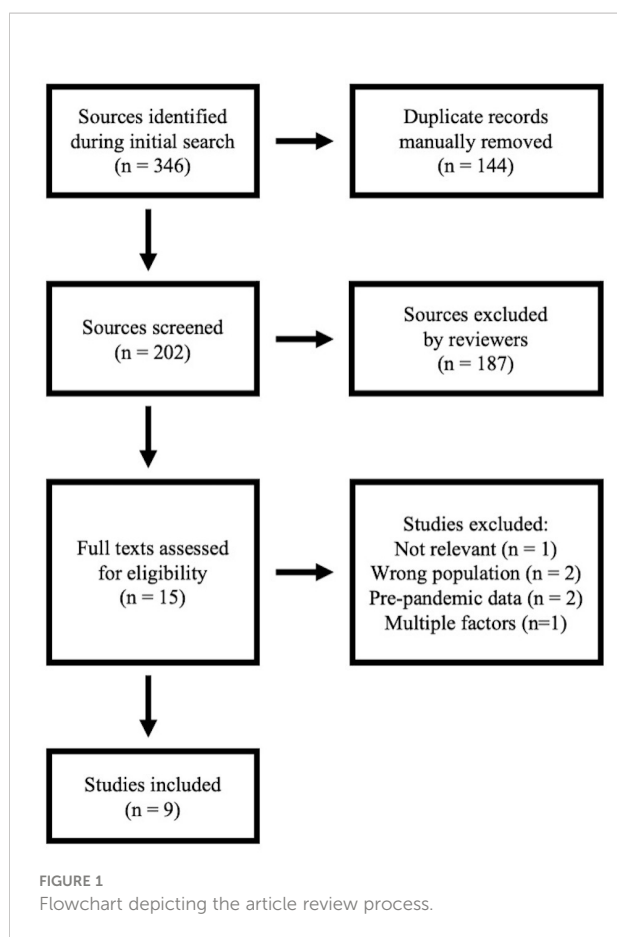 Sources identified
during initial search
(n = 346)
Duplicate records
manually removed
(n = 144)
Sources screened
(n = 202)
Sources excluded
by reviewers
(n = 187)
Full texts assessed
for eligibility
(n = 15)
Studies excluded:
Not relevant (n = 1)
Wrong population (n = 2)
Pre-pandemic data (n = 2)
Multiple factors (n=1)
Studies included
(n = 9)
FIGURE 1
Flowchart depicting the article review process.